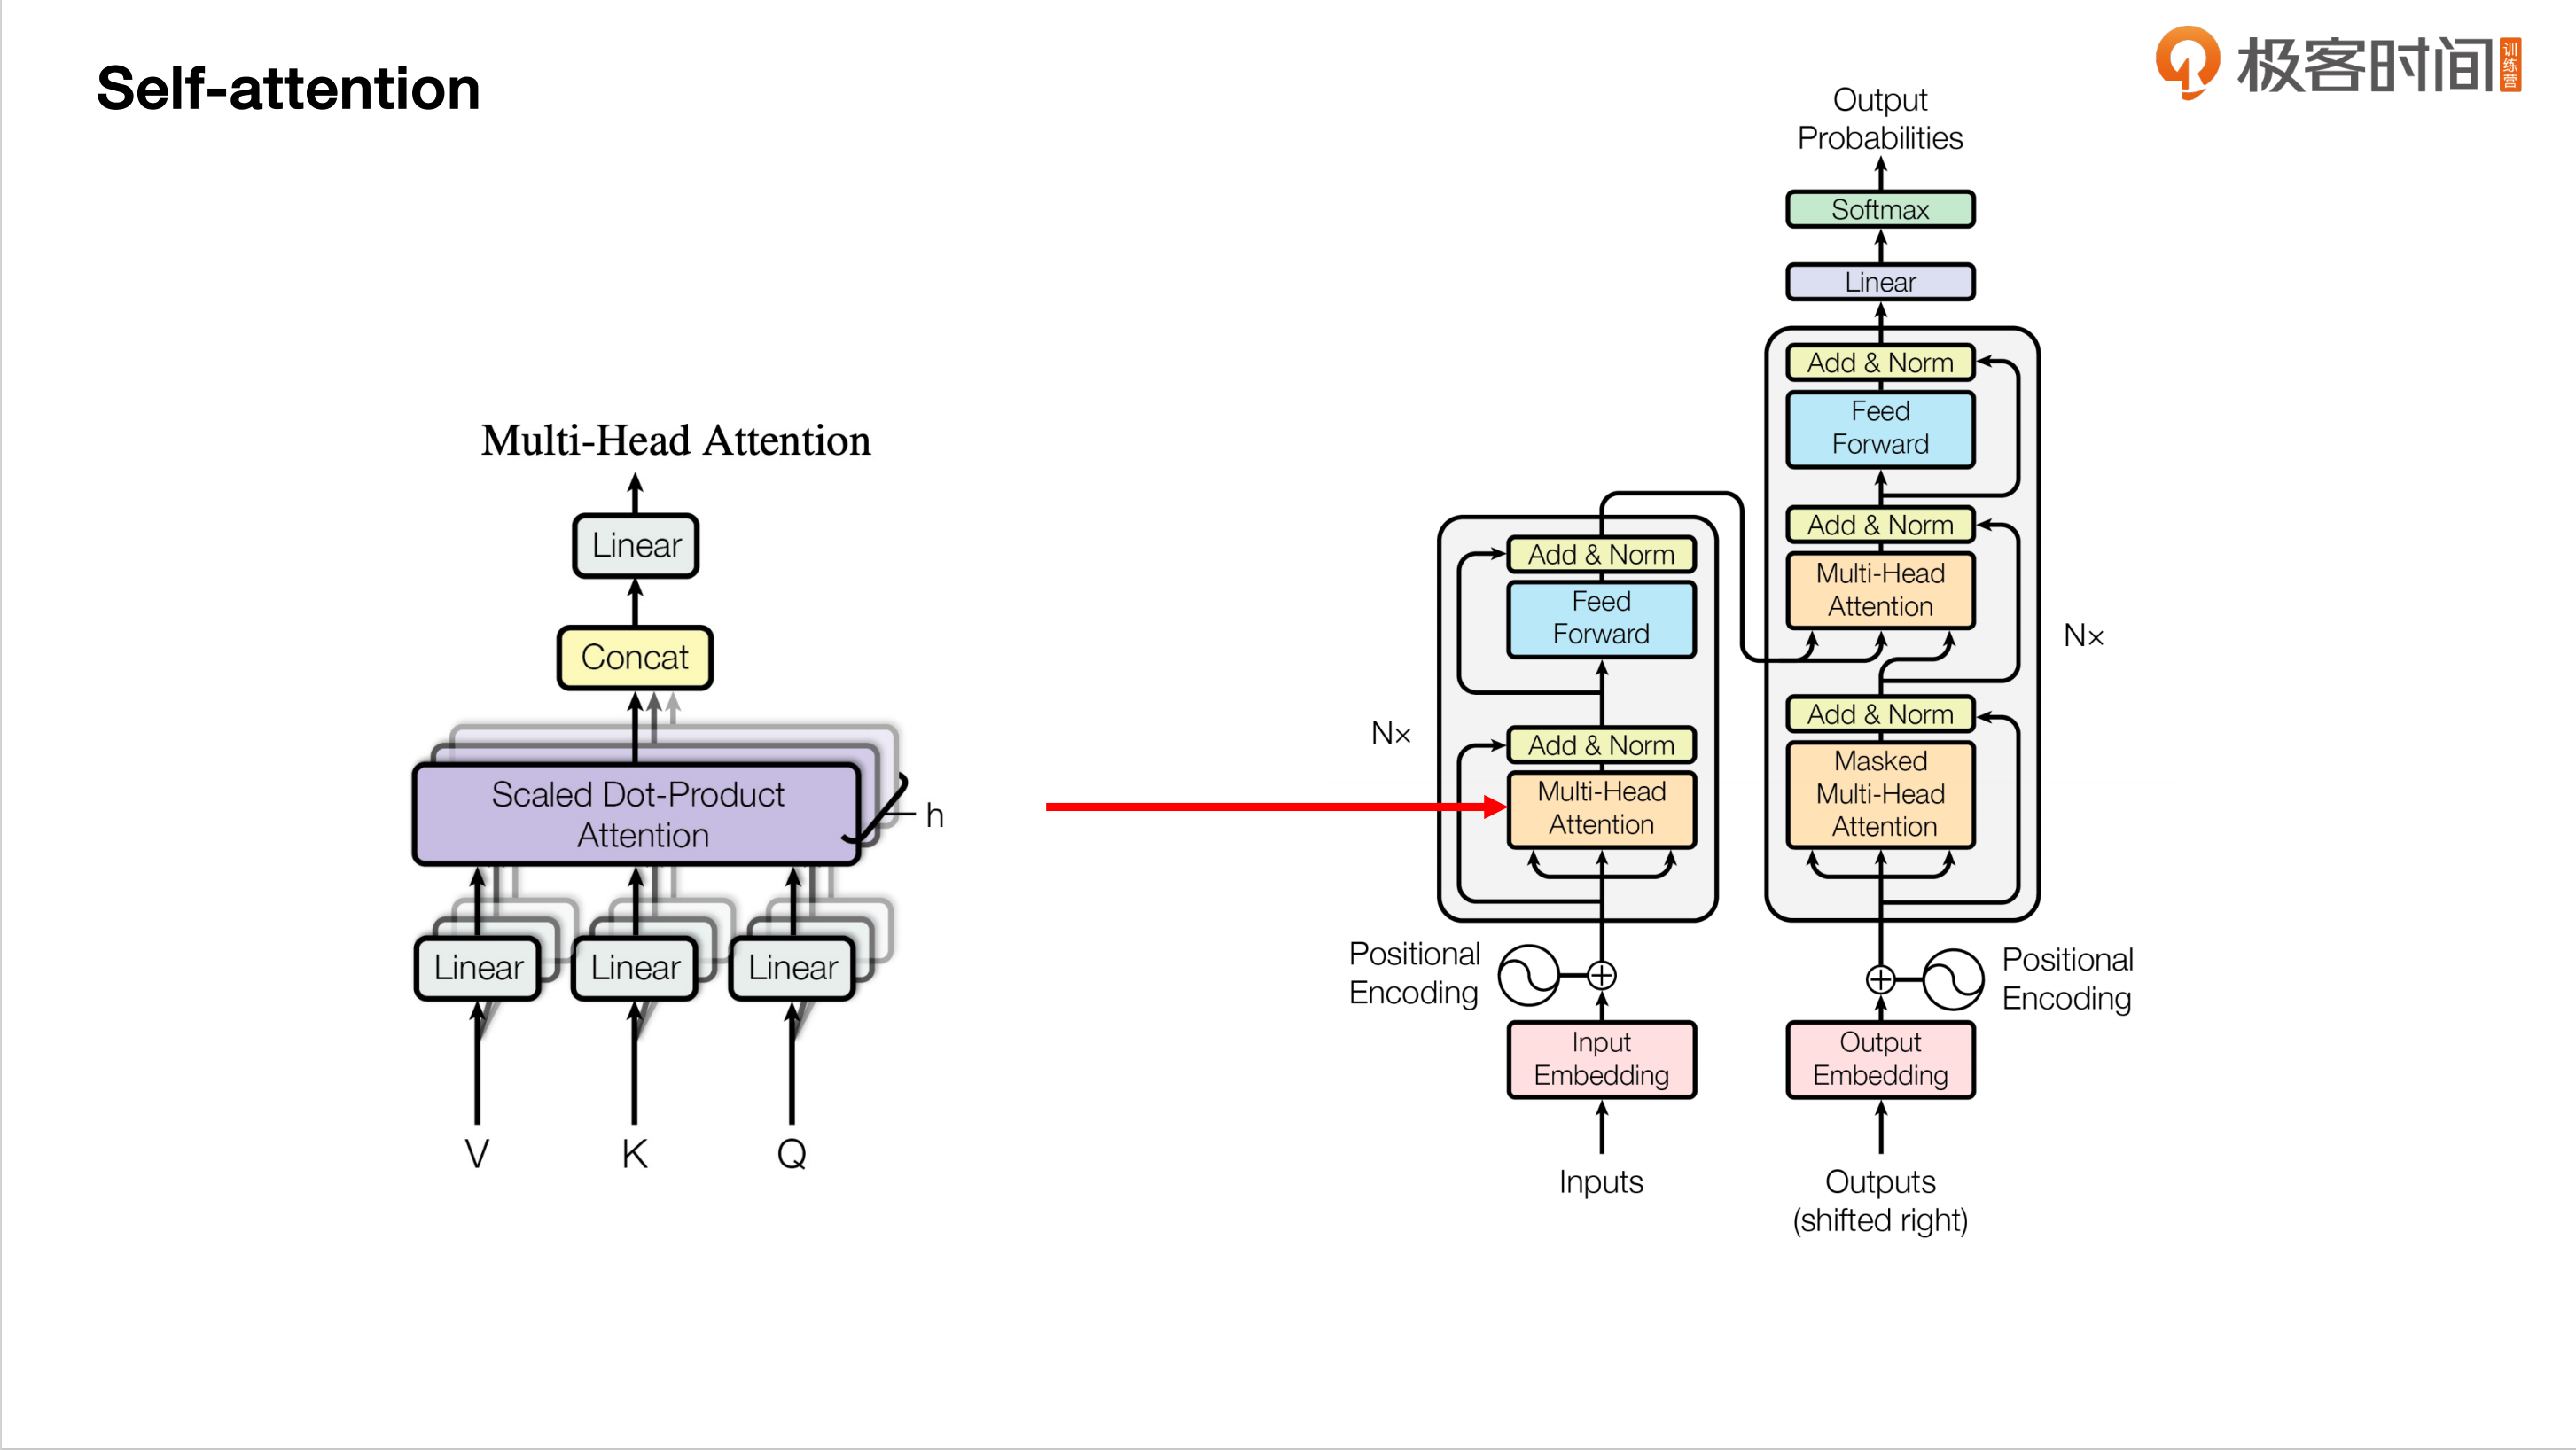 Self-attention
极客时间
训练营
Multi-Head Attention
Linear
Concat
Scaled Dot-Product
Attention
h
Linear
Linear
Linear
V
K
Q
Output
Probabilities
Softmax
Linear
Add & Norm
Feed
Forward
Add & Norm
Multi-Head
Attention
N×
Add & Norm
Masked
Multi-Head
Attention
Positional
Encoding
Output
Embedding
Outputs
(shifted right)
Add & Norm
Feed
Forward
N×
Add & Norm
Multi-Head
Attention
Positional
Encoding
Input
Embedding
Inputs